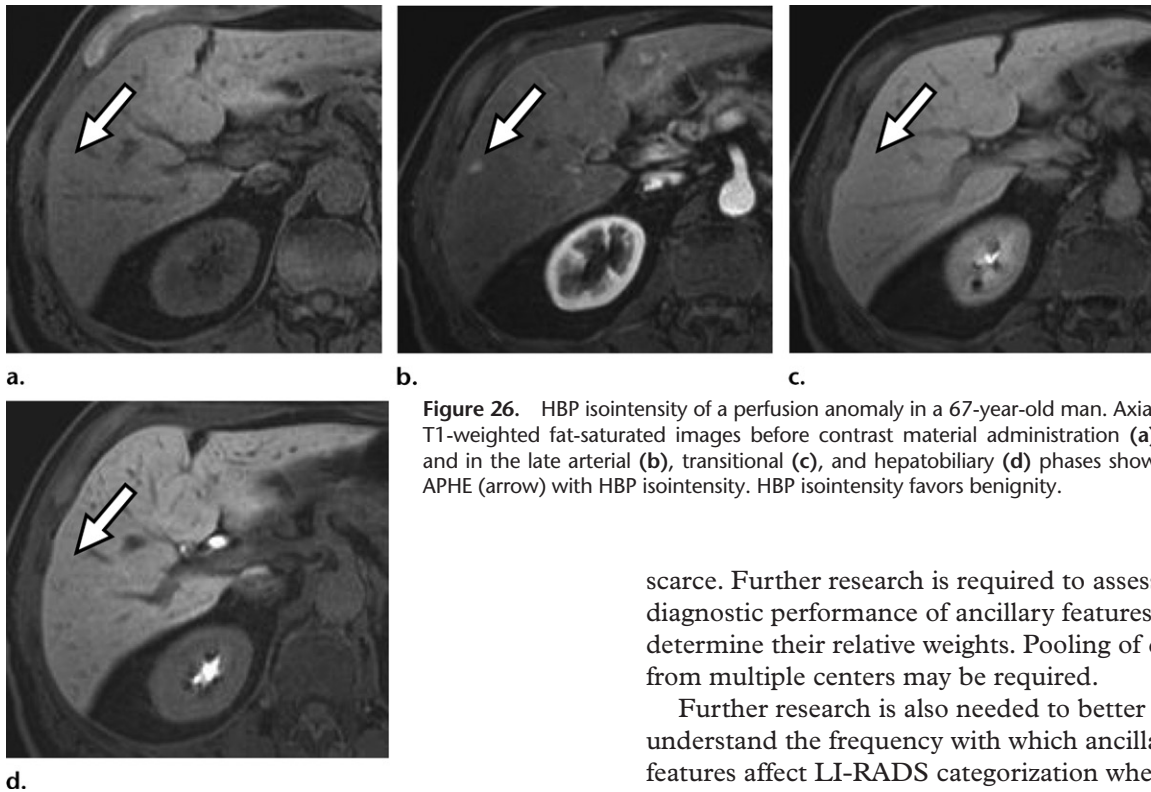 a.
b.
c.
Figure 26. HBP isointensity of a perfusion anomaly in a 67-year-old man. Axia
T1-weighted fat-saturated images before contrast material administration (a)
and in the late arterial (b), transitional (c), and hepatobiliary (d) phases show
APHE (arrow) with HBP isointensity. HBP isointensity favors benignity.
d.
scarce. Further research is required to assess
diagnostic performance of ancillary features
determine their relative weights. Pooling of
from multiple centers may be required.
Further research is also needed to better
understand the frequency with which ancilla
features affect LI-RADS categorization whe